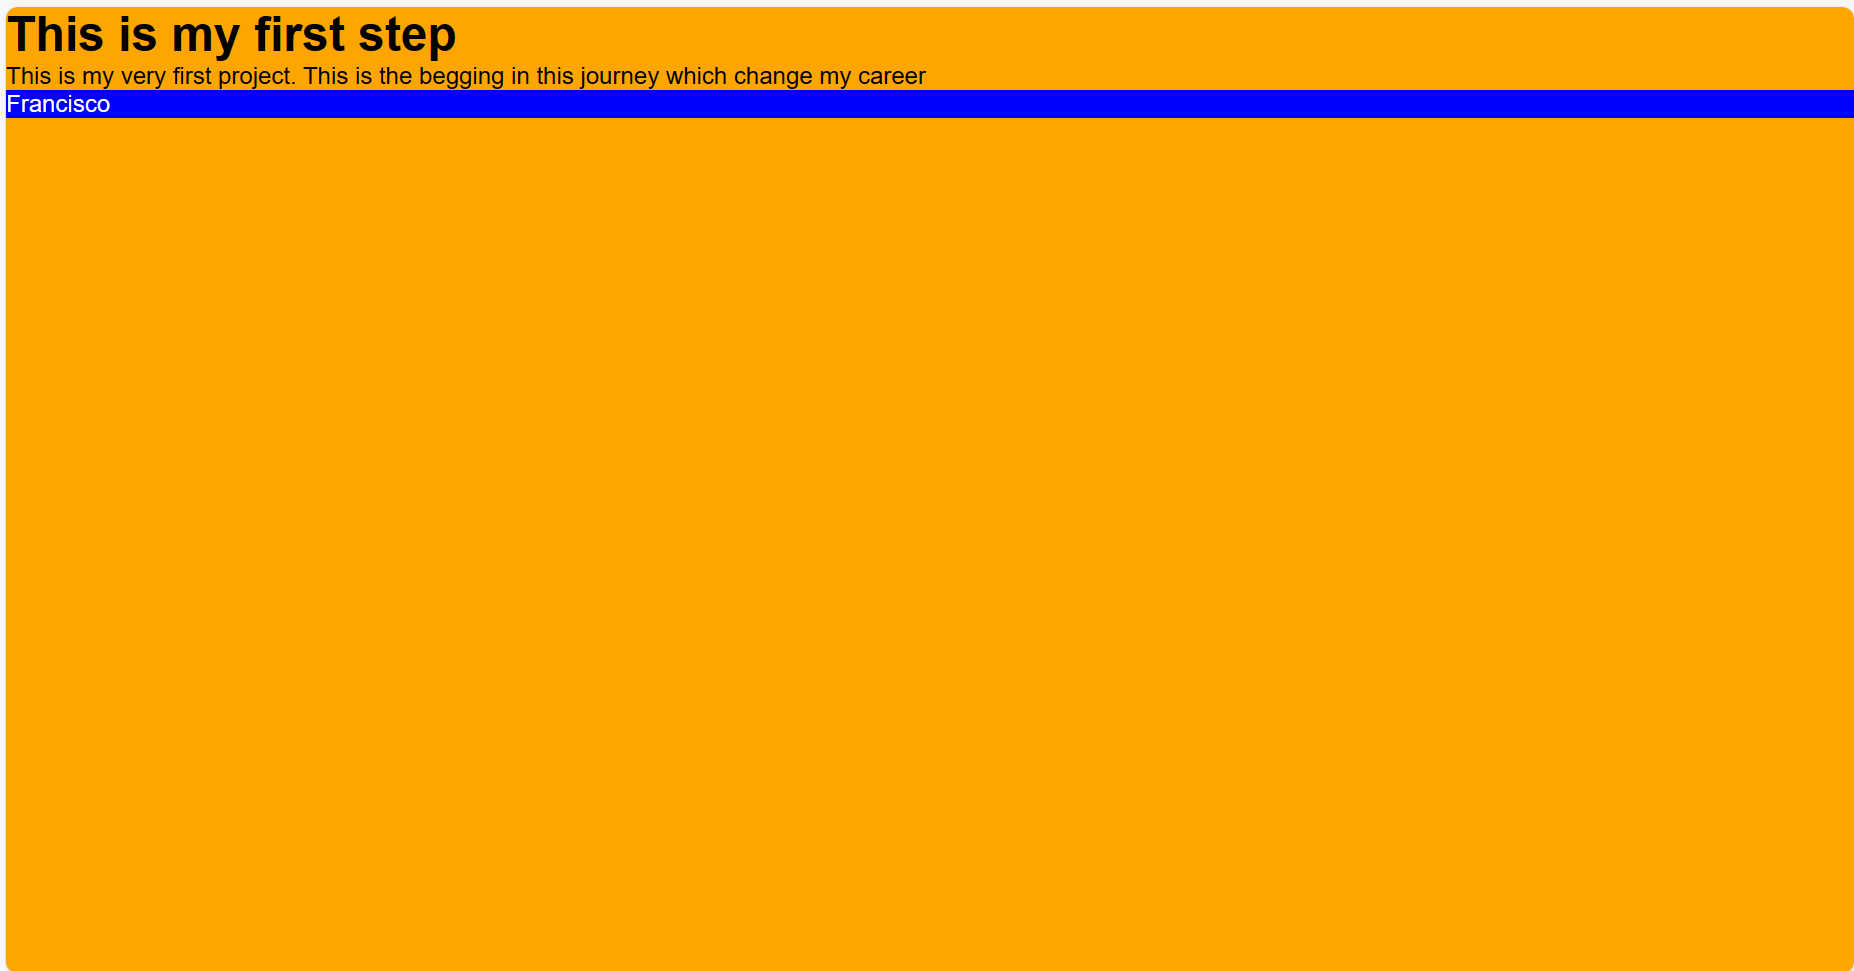 This is my first step
This is my very first project. This is the begging in this journey which change my career
Francisco